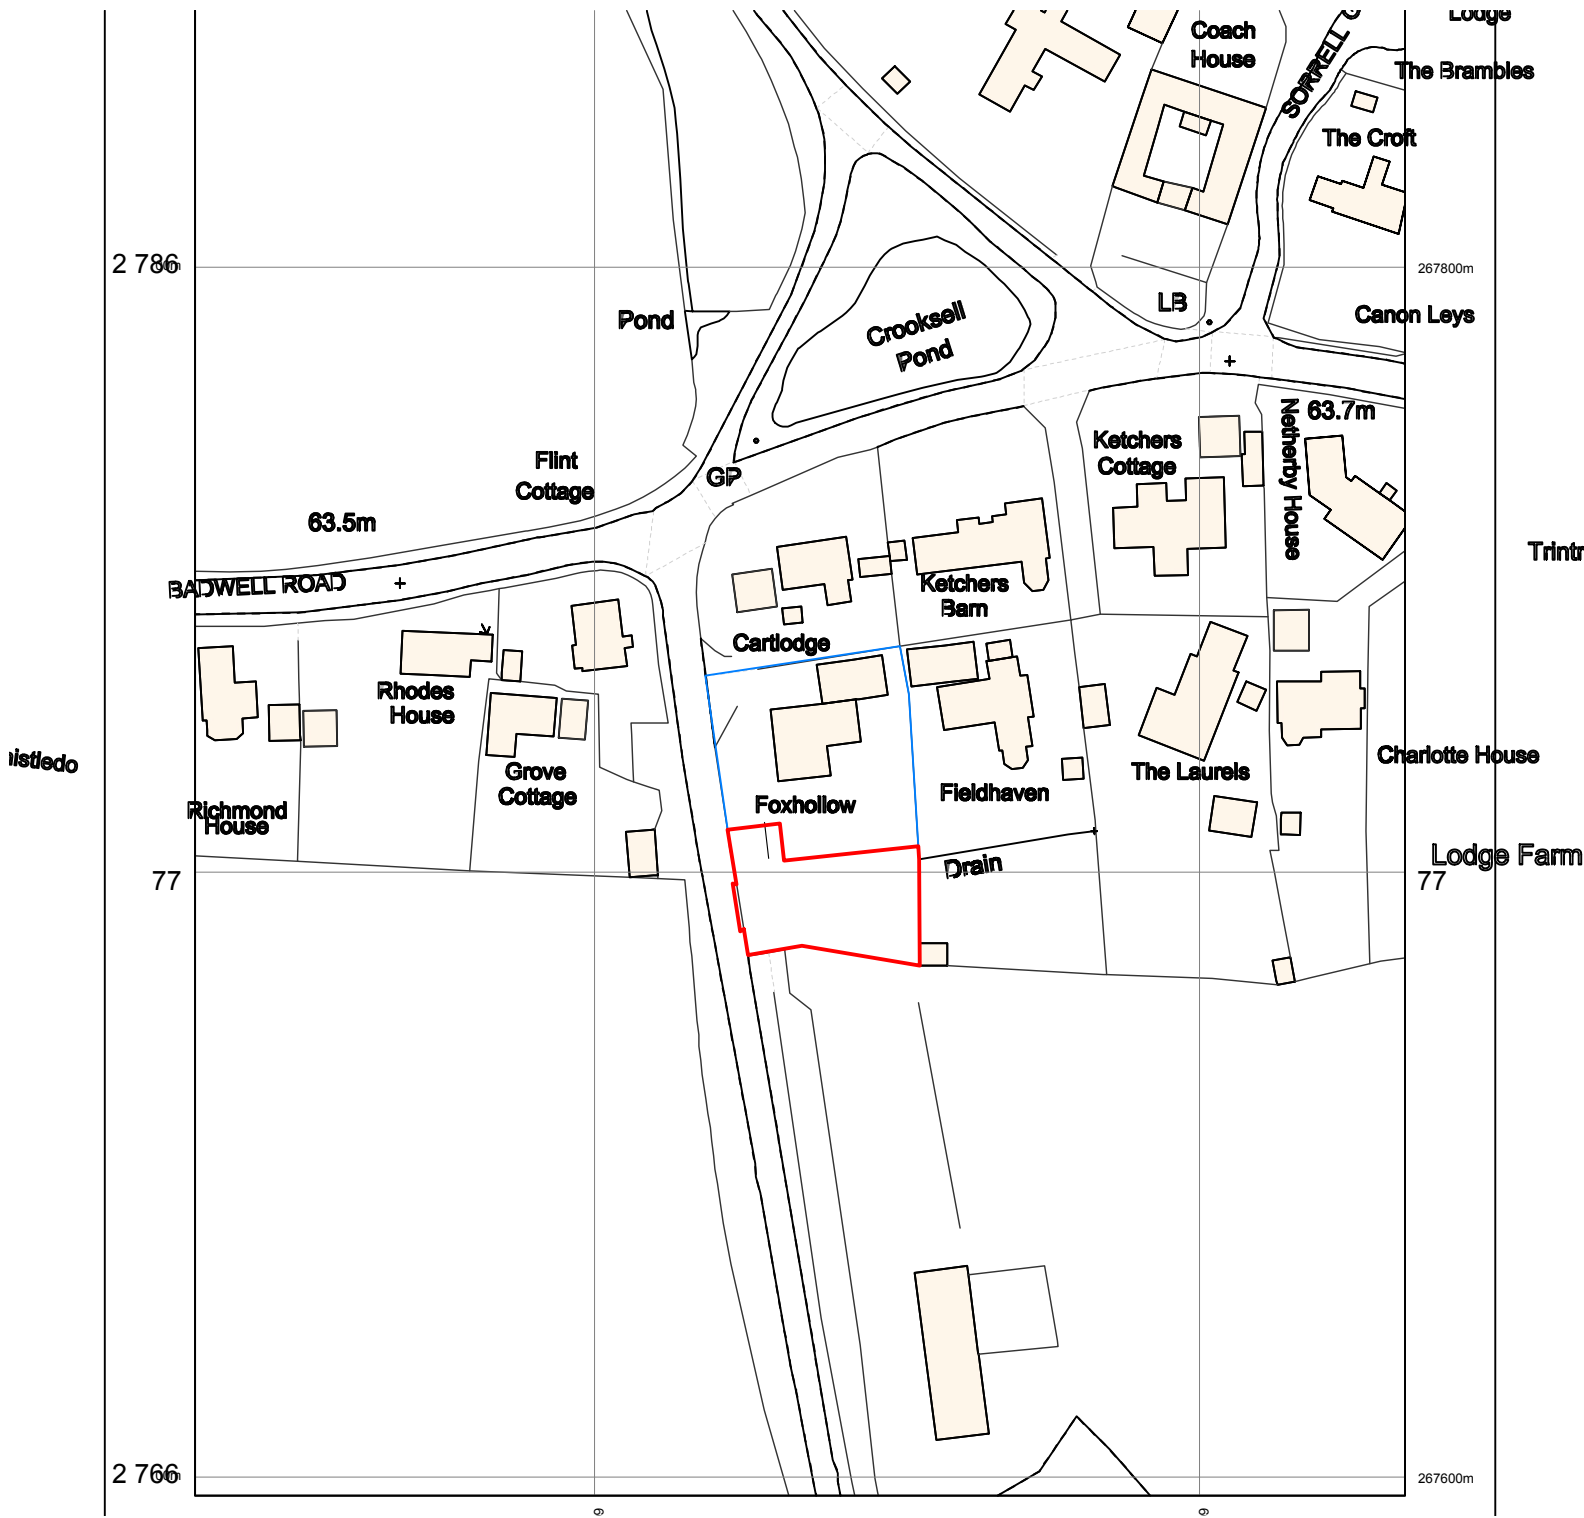 Lodge
Coach
House
SORRELL
The Brambles
The Croft
2 786
00m
267800m
LB
Canon Leys
Pond
Crooksell
Pond
63.7m
Ketchers
Cottage
Netherby House
Flint
Cottage
GP
63.5m
BADWELL ROAD
Ketchers
Barn
Cartlodge
Rhodes
House
Grove
Cottage
Richmond
House
Foxhollow
Fieldhaven
The Laurels
Charlotte House
Drain
Lodge Farm
77
77
2 766
00m
267600m